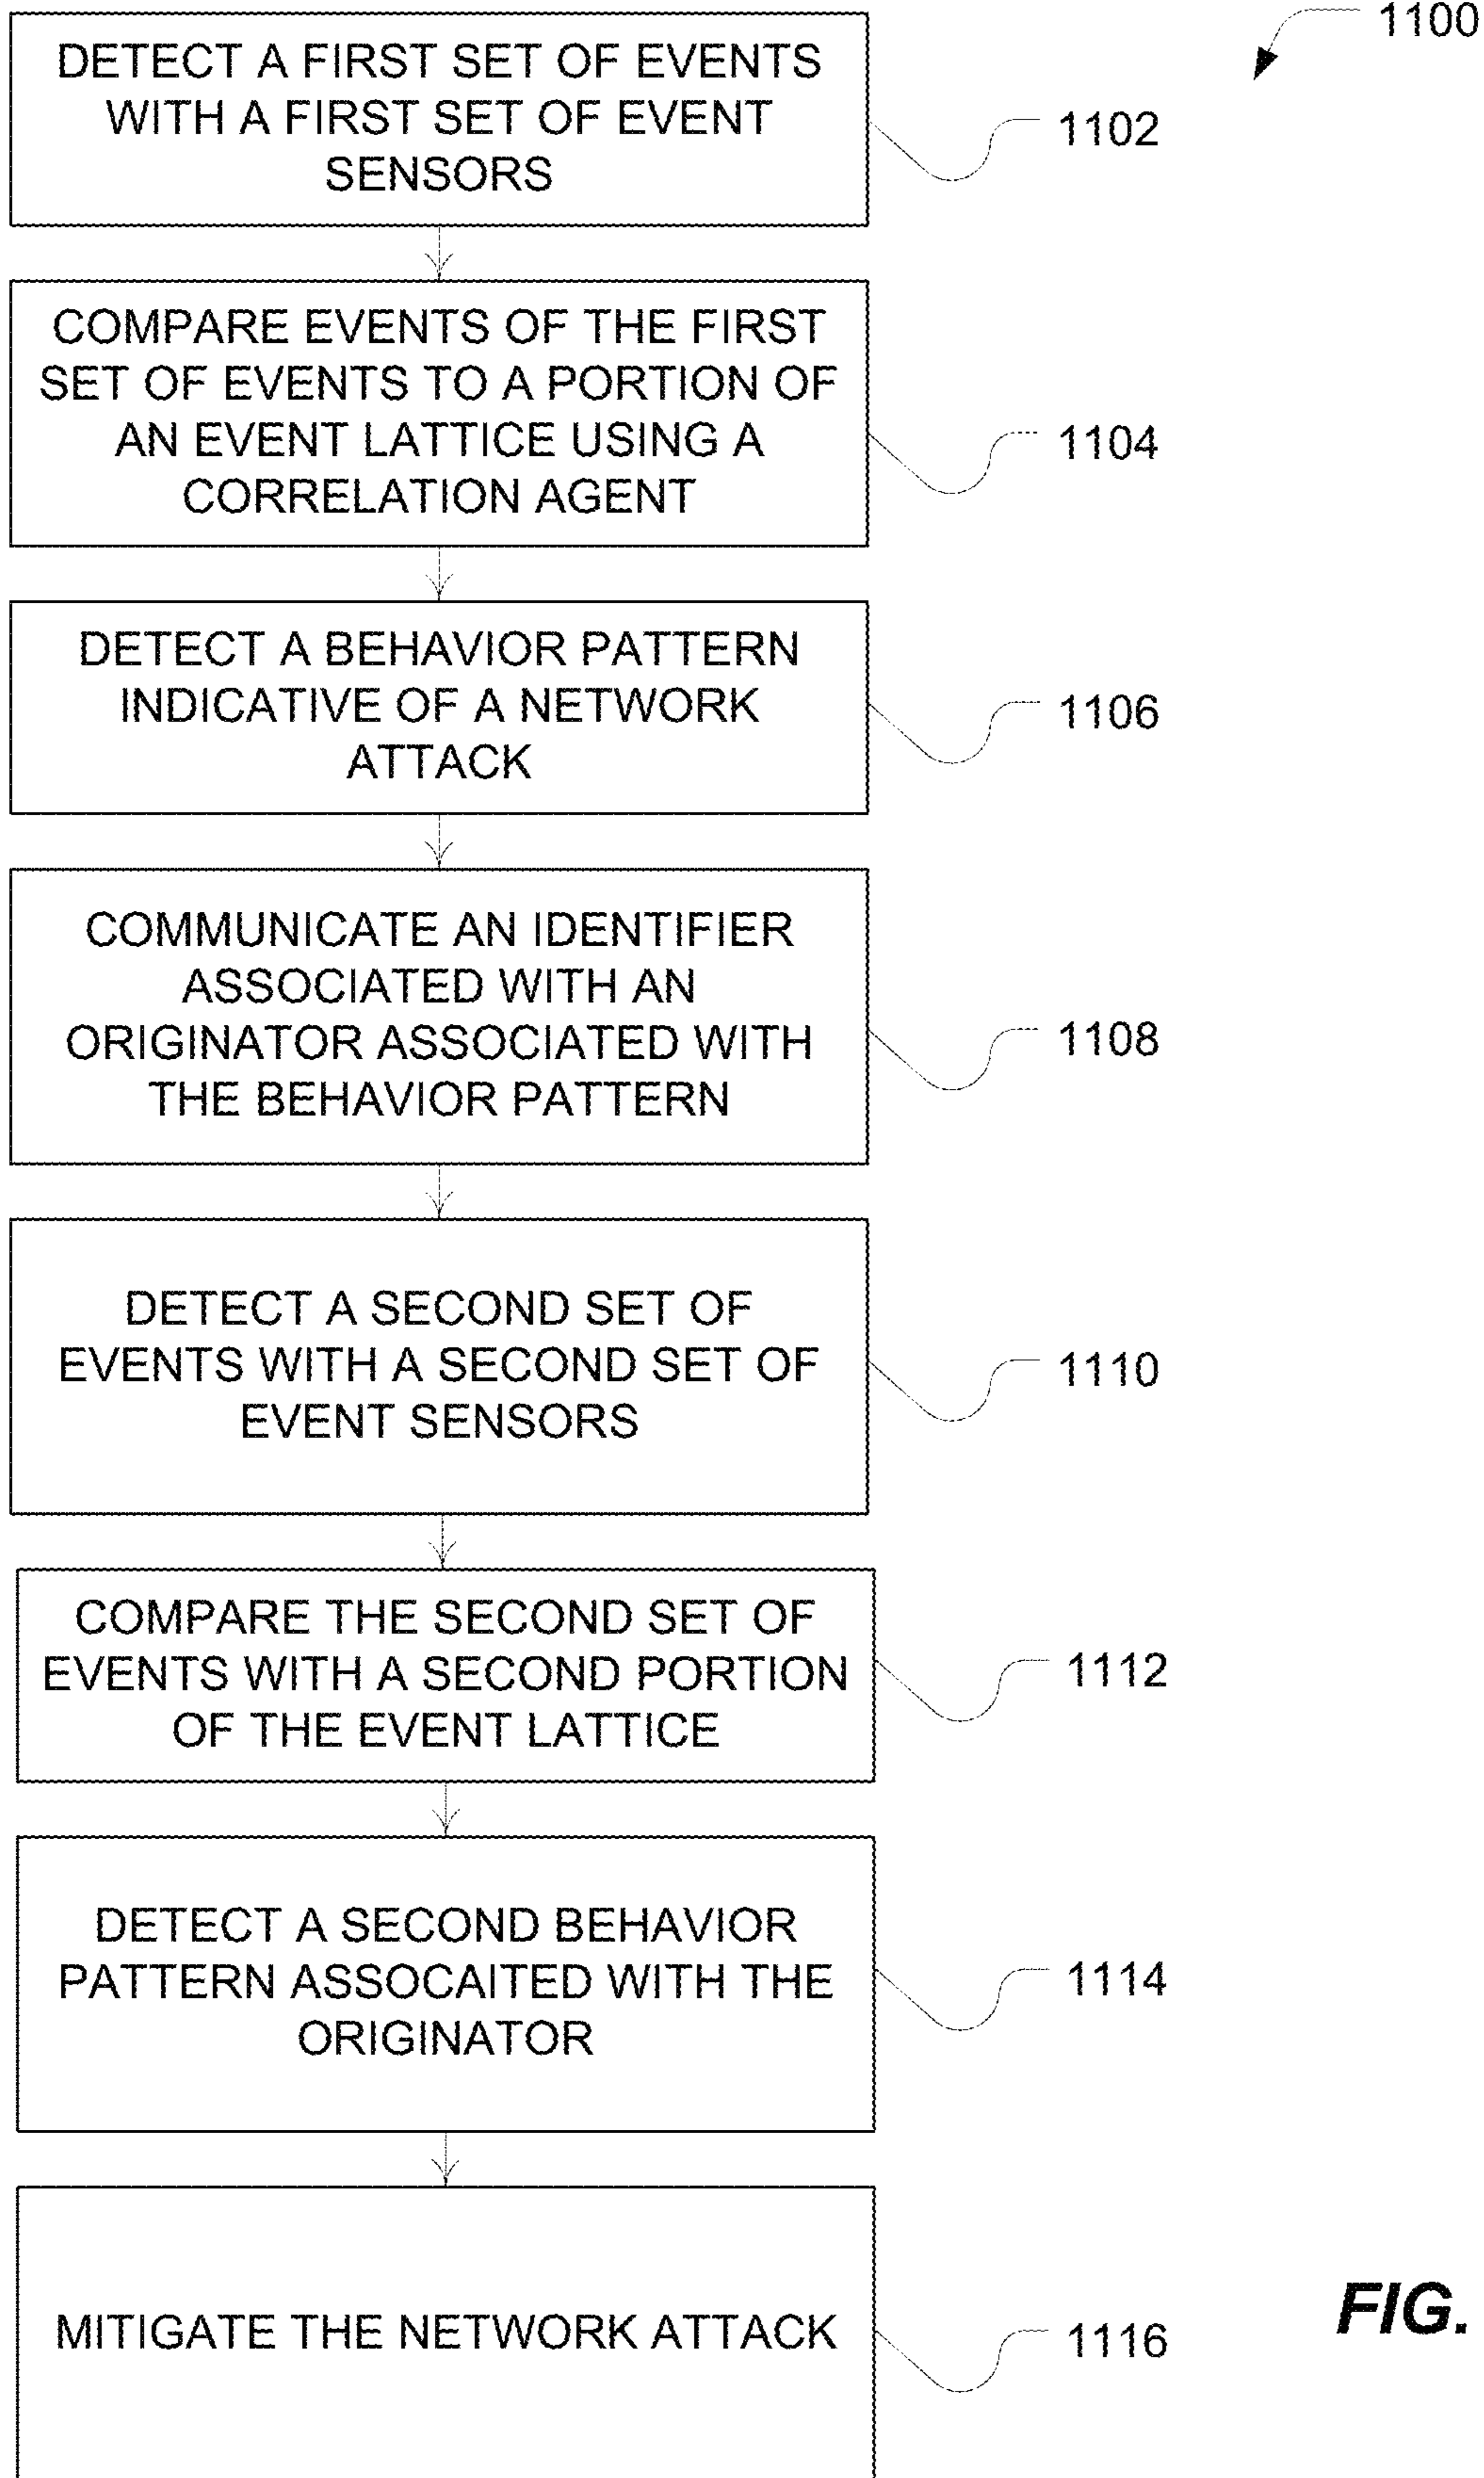 1100
DETECT A FIRST SET OF EVENTS
WITH A FIRST SET OF EVENT
SENSORS
1102
COMPARE EVENTS OF THE FIRST
SET OF EVENTS TO A PORTION OF
AN EVENT LATTICE USING A
CORRELATION AGENT
1104
DETECT A BEHAVIOR PATTERN
INDICATIVE OF A NETWORK
ATTACK
1106
COMMUNICATE AN IDENTIFIER
ASSOCIATED WITH AN
ORIGINATOR ASSOCIATED WITH
THE BEHAVIOR PATTERN
1108
DETECT A SECOND SET OF
EVENTS WITH A SECOND SET OF
EVENT SENSORS
1110
COMPARE THE SECOND SET OF
EVENTS WITH A SECOND PORTION
OF THE EVENT LATTICE
1112
DETECT A SECOND BEHAVIOR
PATTERN ASSOCAITED WITH THE
ORIGINATOR
1114
MITIGATE THE NETWORK ATTACK
1116
FIG.